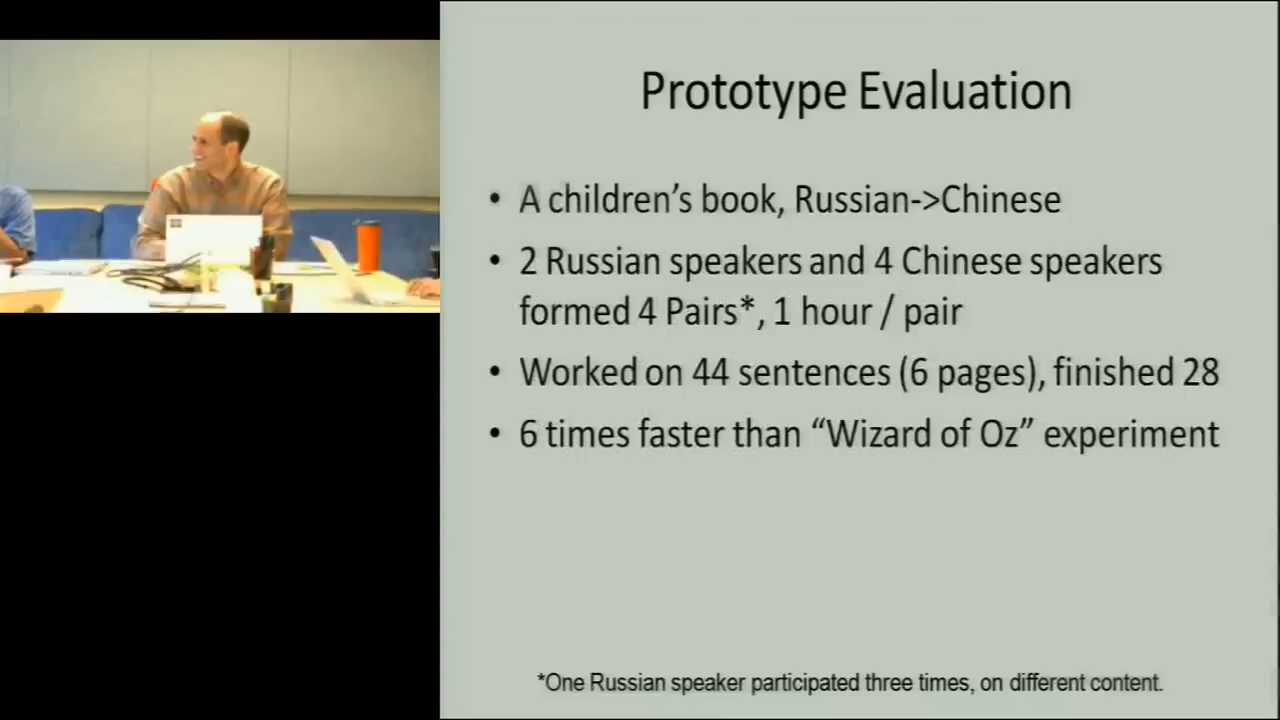 Prototype Evaluation
• A children's book, Russian->Chinese
• 2 Russian speakers and 4 Chinese speakers
formed 4 Pairs*, 1 hour / pair
• Worked on 44 sentences (6 pages), finished 28
• 6 times faster than “Wizard of Oz” experiment
*One Russian speaker participated three times, on different content.